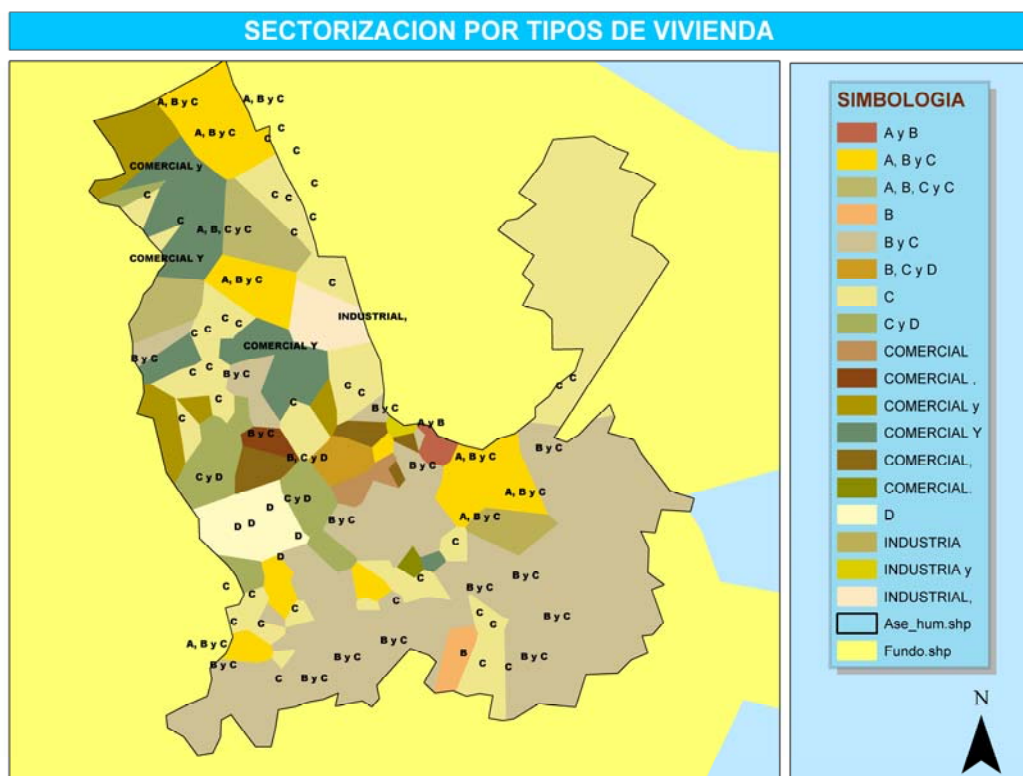 SECTORIZACION POR TIPOS DE VIVIENDA
A, B y C
A, B y C
A, B y C
C
C
C
COMERCIAL y
C
C
C
C
C
C
A, B, C y C
C
COMERCIAL Y
A, B y C
C
INDUSTRIAL,
C
C
C
C
COMERCIAL Y
B y C
C
C
B y C
C
C
C
C
B y C
C
A y B
B y C
B y C
B, C y D
B y C
A, B y C
C y D
A, B y C
C y D
D
D
D
B y C
A, B y C
D
C
D
C
B y C
C
B y C
C
C
C
B y C
C
C
C
A, B y C
B y C
B
B y C
B y C
B y C
C
C
C
B y C
SIMBOLOGIA
A y B
A, B y C
A, B, C y C
B
B y C
B, C y D
C
C y D
COMERCIAL
COMERCIAL ,
COMERCIAL y
COMERCIAL Y
COMERCIAL,
COMERCIAL.
D
INDUSTRIA
INDUSTRIA y
INDUSTRIAL,
Ase_hum.shp
Fundo.shp
N